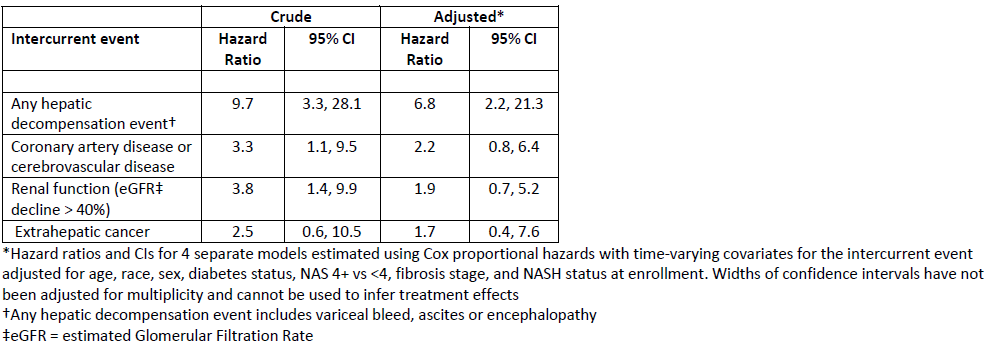 Crude Adjusted*
Intercurrent event Hazard 95% CI Hazard 95% CI
Ratio Ratio
Any hepatic 9.7 3.3, 28.1 6.8 2.2, 21.3
decompensation event†
Coronary artery disease or 3.3 1.1, 9.5 2.2 0.8, 6.4
cerebrovascular disease
Renal function (eGFR‡ 3.8 1.4, 9.9 1.9 0.7, 5.2
decline > 40%)
Extrahepatic cancer 2.5 0.6, 10.5 1.7 0.4, 7.6
*Hazard ratios and CIs for 4 separate models estimated using Cox proportional hazards with time-varying covariates for the intercurrent event
adjusted for age, race, sex, diabetes status, NAS 4+ vs <4, fibrosis stage, and NASH status at enrollment. Widths of confidence intervals have not
been adjusted for multiplicity and cannot be used to infer treatment effects
†Any hepatic decompensation event includes variceal bleed, ascites or encephalopathy
‡eGFR = estimated Glomerular Filtration Rate